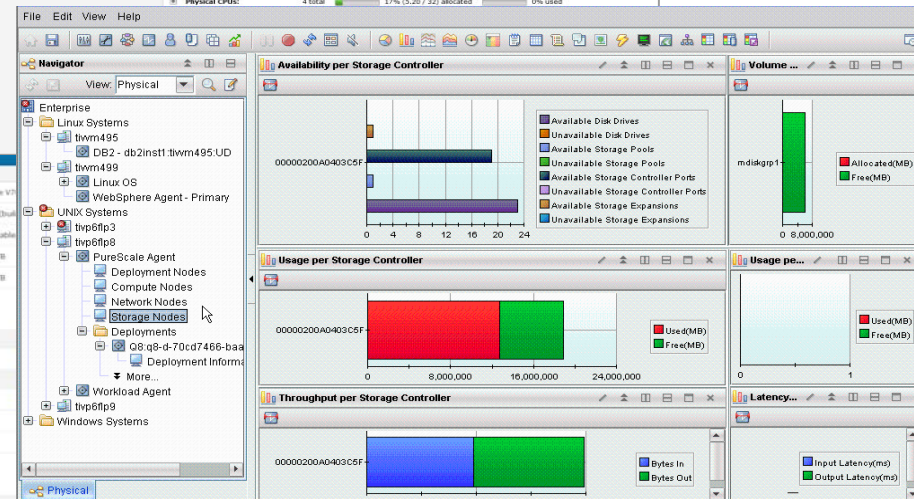 Physical CPUs: 4 total 17% (5.20 / 32) allocated 0% used
File Edit View Help
Navigator
View: Physical
Enterprise
Linux Systems
tivvm495
DB2 - db2inst1:tivvm495:UD
tivvm499
Linux OS
WebSphere Agent - Primary
UNIX Systems
tivp6flp3
tivp6flp8
PureScale Agent
Deployment Nodes
Compute Nodes
Network Nodes
Storage Nodes
Deployments
Q8:q8-d-70cd7466-baa
Deployment Informa
More...
Workload Agent
tivp6flp9
Windows Systems
Physical
Availability per Storage Controller
00000200A0403C5F
0 4 8 12 16 20 24
Available Disk Drives
Unavailable Disk Drives
Available Storage Pools
Unavailable Storage Pools
Available Storage Controller Ports
Unavailable Storage Controller Ports
Available Storage Expansions
Unavailable Storage Expansions
Volume ...
mdiskgrp1
0 8,000,000
Allocated(MB)
Free(MB)
Usage per Storage Controller
00000200A0403C5F
0 8,000,000 16,000,000 24,000,000
Used(MB)
Free(MB)
Usage pe...
0 1
Used(MB)
Free(MB)
Throughput per Storage Controller
00000200A0403C5F
Bytes In
Bytes Out
Latency...
Input Latency(ms)
Output Latency(ms)